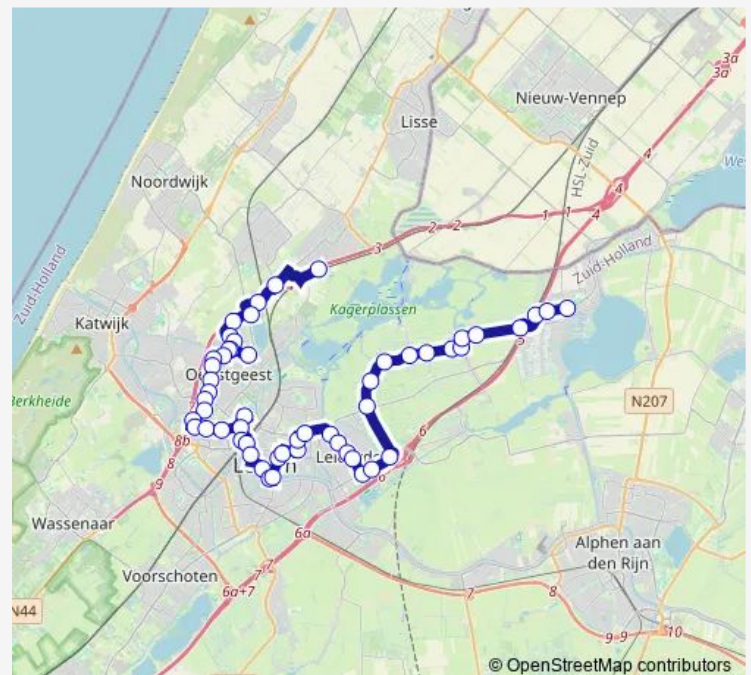 3a
3a
Nieuw-Vennep
Lisse
HSL-Zuid
4
4
Noordwijk
1
1
4
2
2
3
Zuid-Holland
Zuid-Holland
Kagerplassen
Katwijk
5
N207
8b
6
8
9
6
Wassenaar
6a
Alphen aan
den Rijn
Voorschoten
7
7
6a+7
7
8
N44
9
9
10
© OpenStreetMap contributors